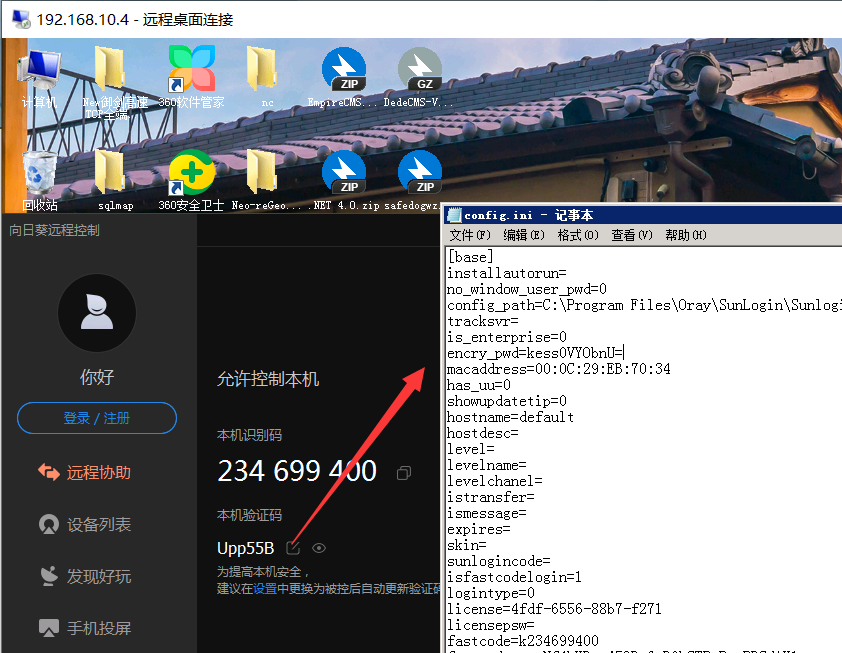 192.168.10.4 - 远程桌面连接
计算机
New御剑高速
TCP全端...
360软件管家
nc
EmpireCMS...
DedeCMS-V...
ZIP
GZ
回收站
sqlmap
360安全卫士
Neo-reGeo...
.NET 4.0.zip
safedogwz.
ZIP
ZIP
向日葵远程控制
你好
登录 / 注册
远程协助
设备列表
发现好玩
手机投屏
允许控制本机
本机识别码
234 699 400
本机验证码
Upp55B
为提高本机安全，
建议在设置中更换为被控后自动更新验证码
config.ini - 记事本
文件(F) 编辑(E) 格式(O) 查看(V) 帮助(H)
[base]
installautorun=
no_window_user_pwd=0
config_path=C:\Program Files\Oray\SunLogin\Sunlogi
tracksvr=
is_enterprise=0
encry_pwd=kess0VYObnU=
macaddress=00:0C:29:EB:70:34
has_uu=0
showupdatetip=0
hostname=default
hostdesc=
level=
levelname=
levelchanel=
istransfer=
ismessage=
expires=
skin=
sunlogincode=
isfastcodelogin=1
logintype=0
license=4fdf-6556-88b7-f271
licensepsw=
fastcode=k234699400